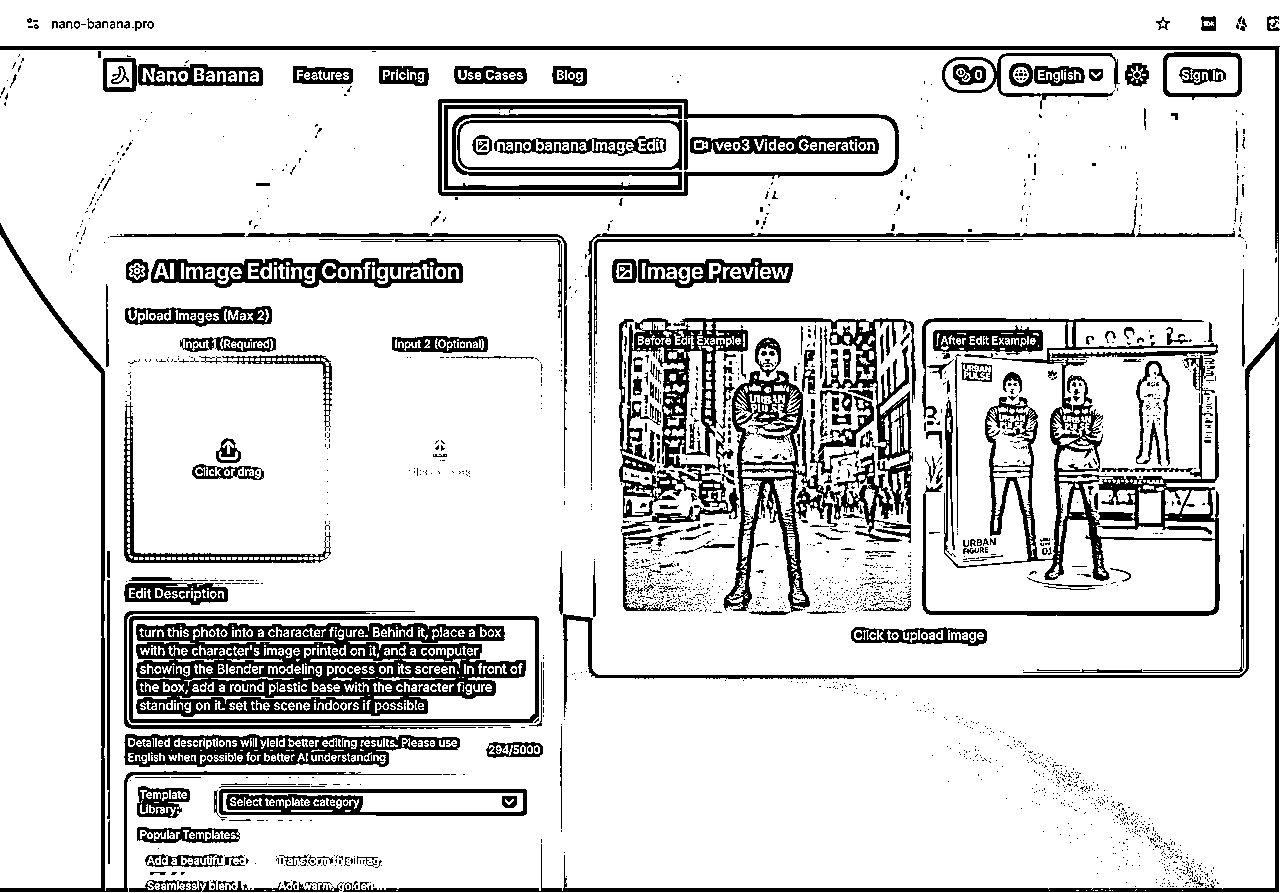 nano-banana.pro
Nano Banana
Features
Pricing
Use Cases
Blog
0
English
Sign In
nano banana Image Edit
veo3 Video Generation
AI Image Editing Configuration
Upload Images (Max 2)
Input 1 (Required)
Input 2 (Optional)
Click or drag
Edit Description
turn this photo into a character figure. Behind it, place a box
with the character's image printed on it, and a computer
showing the Blender modeling process on its screen. In front of
the box, add a round plastic base with the character figure
standing on it. set the scene indoors if possible
Detailed descriptions will yield better editing results. Please use
English when possible for better AI understanding
294/5000
Template
Library:
Select template category
Popular Templates:
Add a beautiful red
Transform this imag
Seamlessly blend t...
Add warm, golden-...
Image Preview
Before Edit Example
URBAN
PULSE
After Edit Example
URBAN
PULSE
URBAN
FIGURE
01
Click to upload image